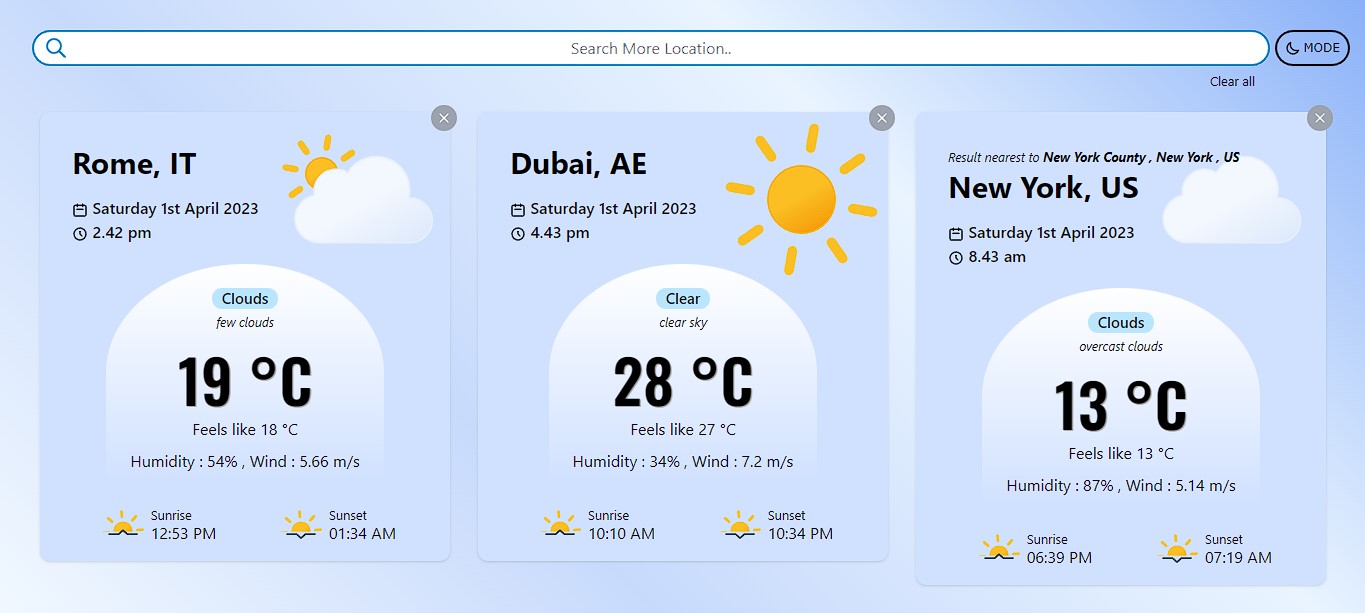 Search More Location..
MODE
Clear all
Rome, IT
Saturday 1st April 2023
2.42 pm
Clouds
few clouds
19 °C
Feels like 18 °C
Humidity : 54% , Wind : 5.66 m/s
Sunrise
12:53 PM
Sunset
01:34 AM
Dubai, AE
Saturday 1st April 2023
4.43 pm
Clear
clear sky
28 °C
Feels like 27 °C
Humidity : 34% , Wind : 7.2 m/s
Sunrise
10:10 AM
Sunset
10:34 PM
Result nearest to New York County , New York , US
New York, US
Saturday 1st April 2023
8.43 am
Clouds
overcast clouds
13 °C
Feels like 13 °C
Humidity : 87% , Wind : 5.14 m/s
Sunrise
06:39 PM
Sunset
07:19 AM